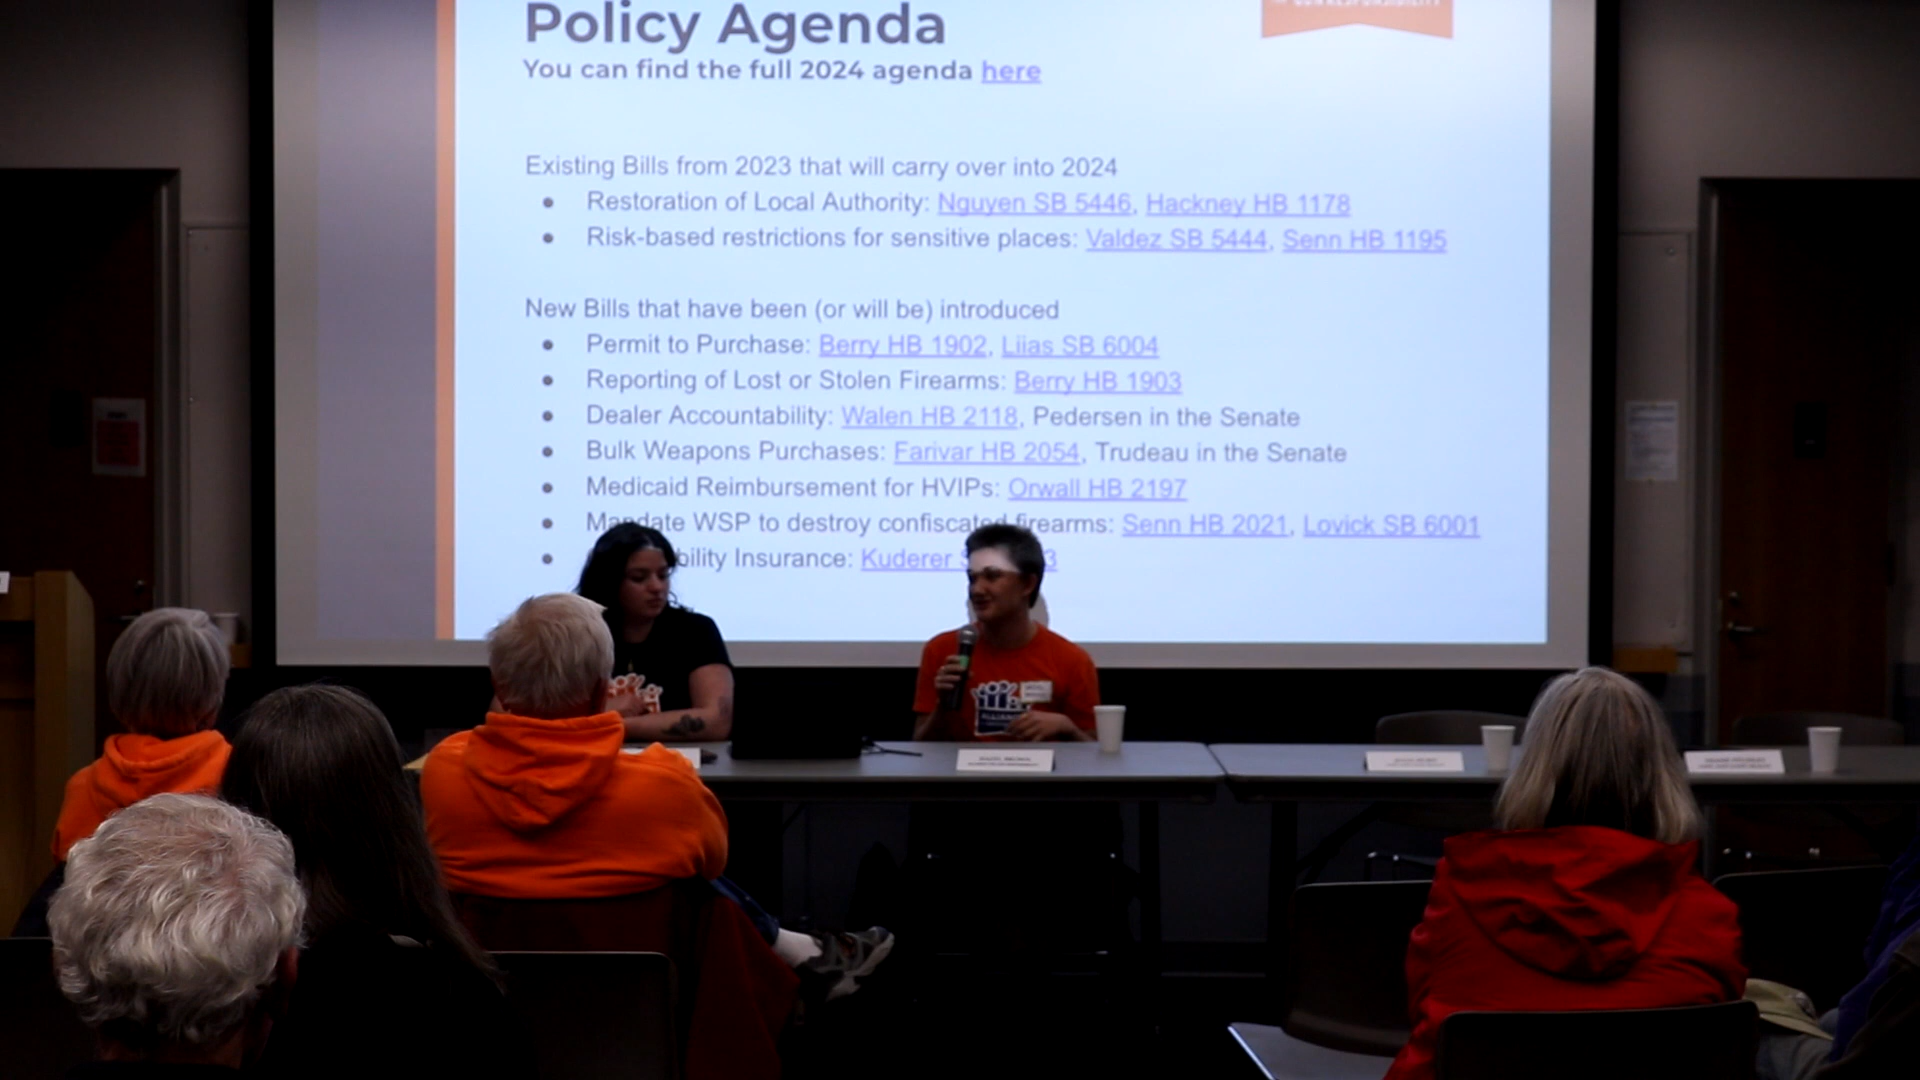 Policy Agenda
You can find the full 2024 agenda here
Existing Bills from 2023 that will carry over into 2024
• Restoration of Local Authority: Nguyen SB 5446, Hackney HB 1178
• Risk-based restrictions for sensitive places: Valdez SB 5444, Senn HB 1195
New Bills that have been (or will be) introduced
• Permit to Purchase: Berry HB 1902, Liias SB 6004
• Reporting of Lost or Stolen Firearms: Berry HB 1903
• Dealer Accountability: Walen HB 2118, Pedersen in the Senate
• Bulk Weapons Purchases: Farivar HB 2054, Trudeau in the Senate
• Medicaid Reimbursement for HVIPs: Orwall HB 2197
• Mandate WSP to destroy confiscated firearms: Senn HB 2021, Lovick SB 6001
• bility Insurance: Kuderer S 3